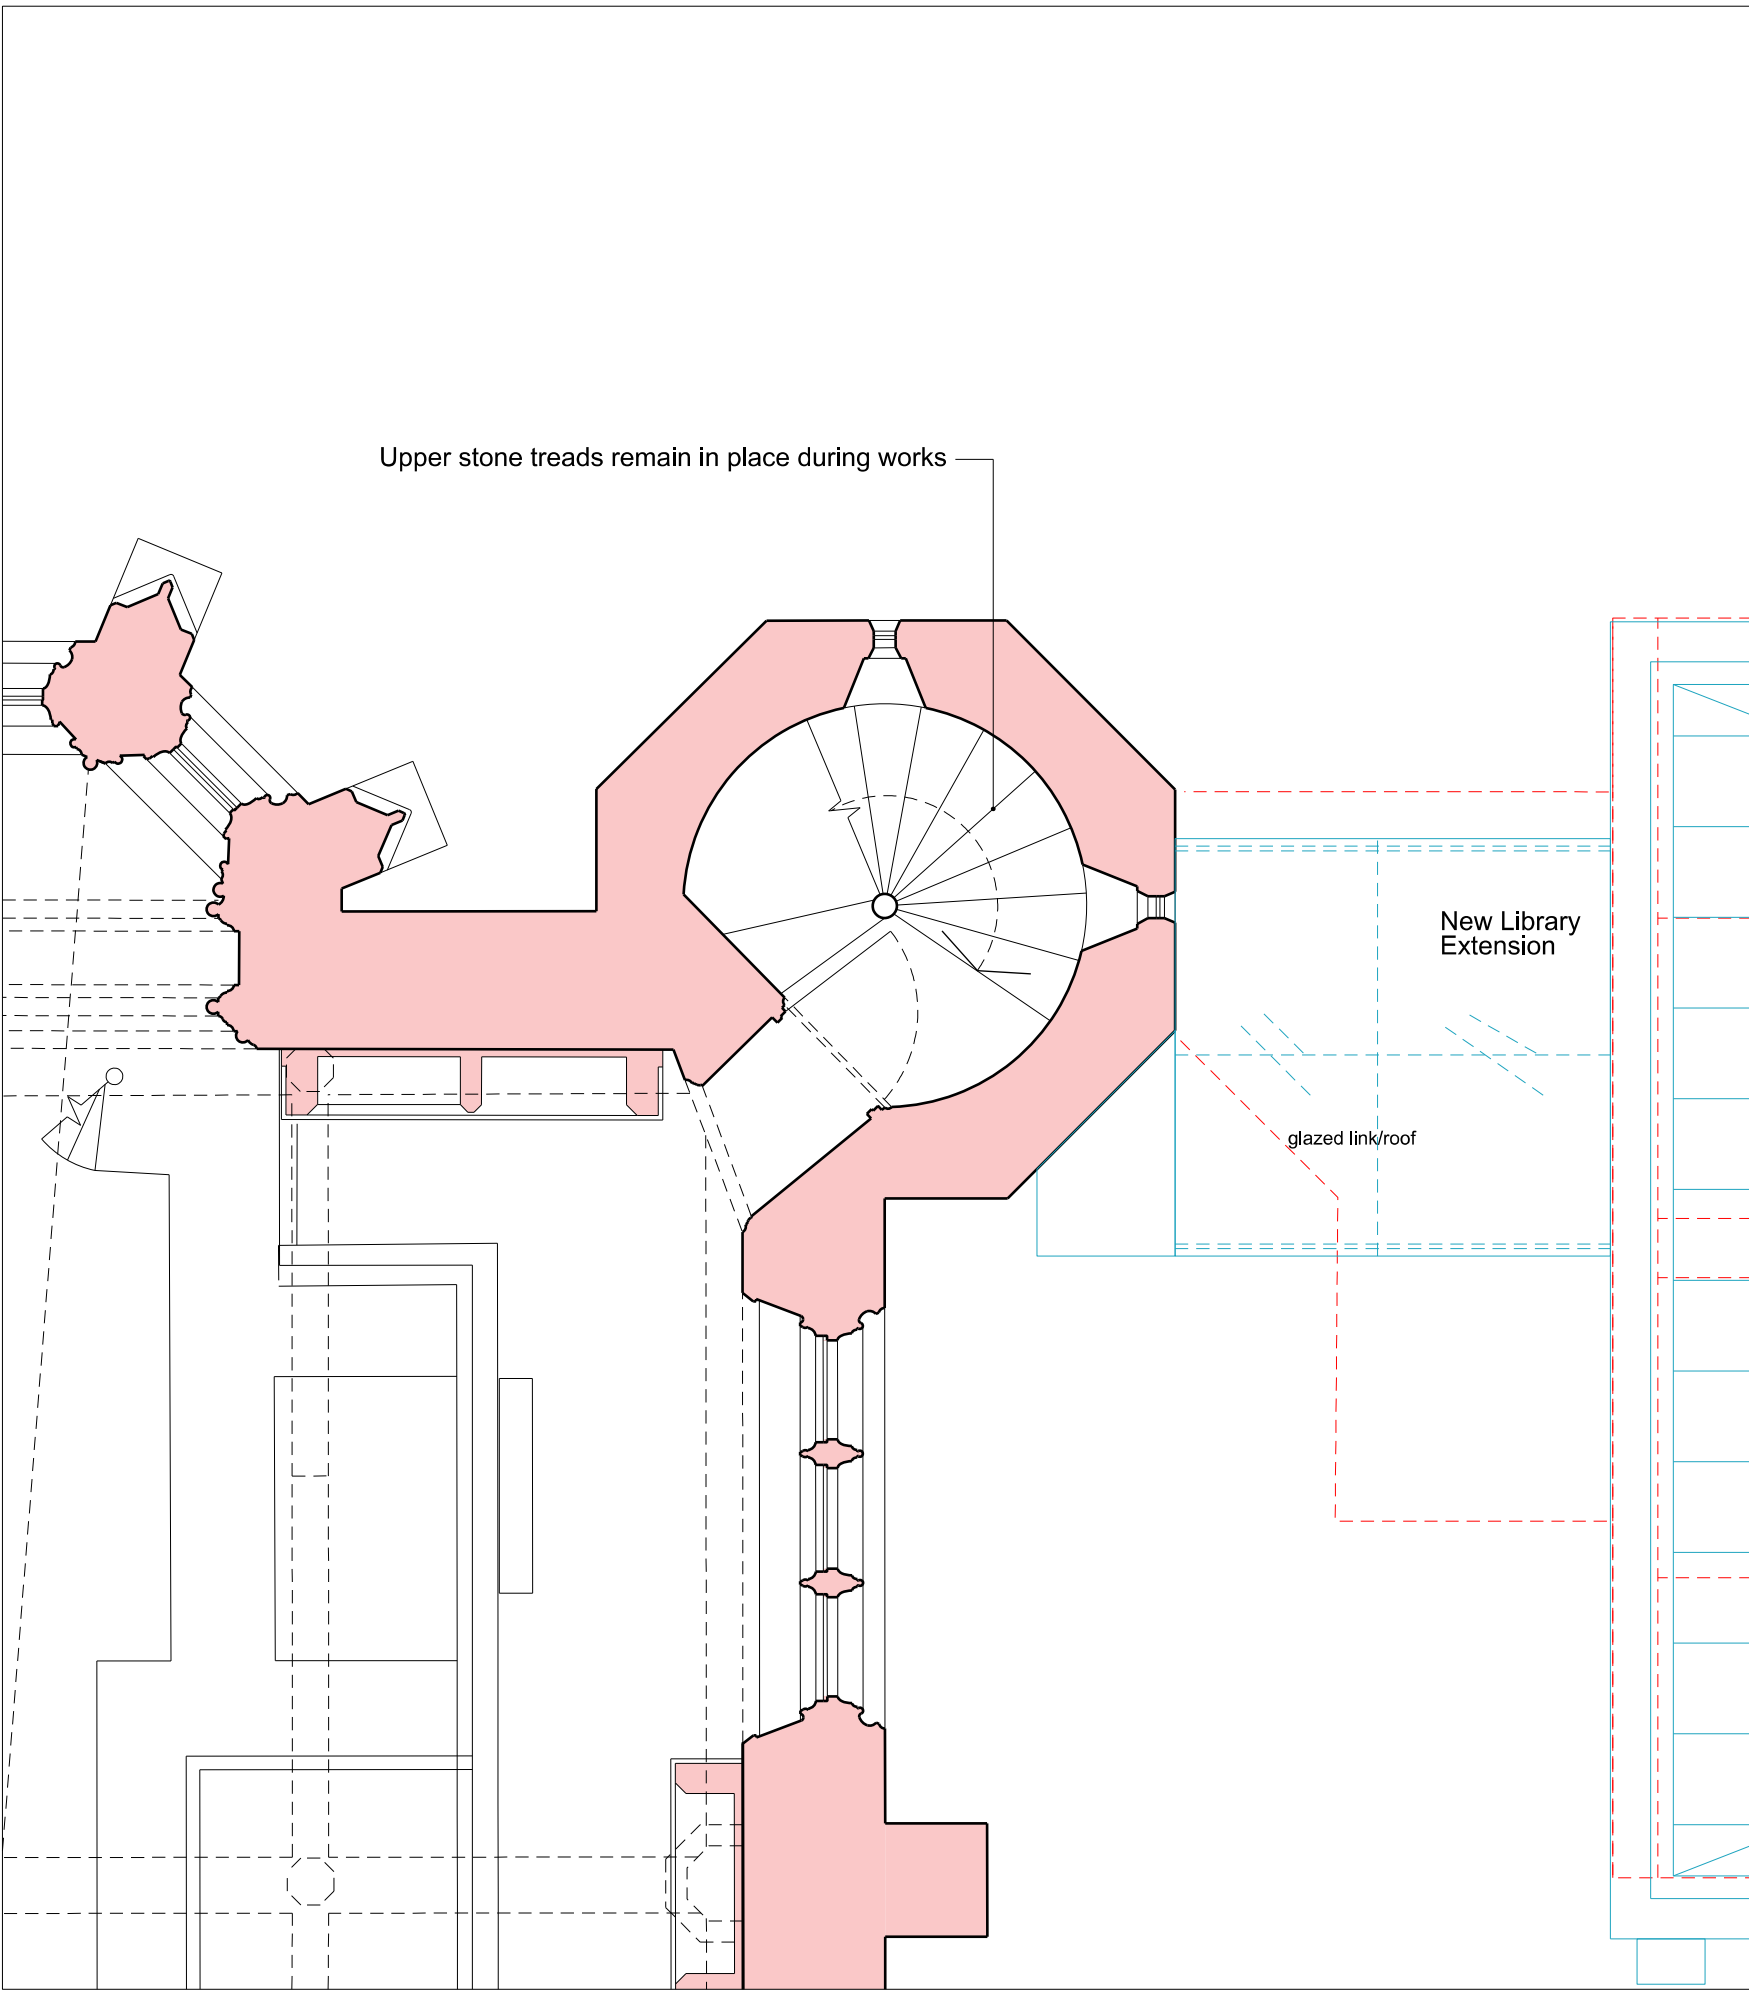 Upper stone treads remain in place during works
New Library
Extension
glazed link/roof